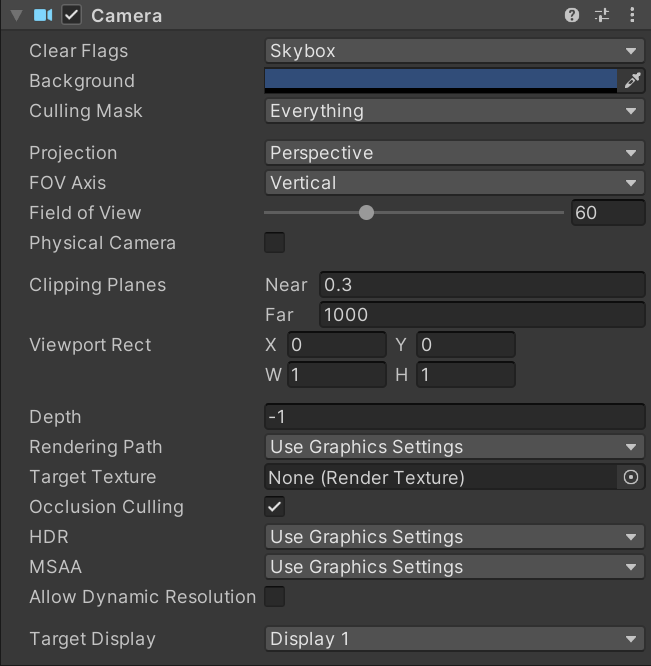 Camera
Clear Flags Skybox
Background
Culling Mask Everything
Projection Perspective
FOV Axis Vertical
Field of View 60
Physical Camera
Clipping Planes Near 0.3
Far 1000
Viewport Rect X 0 Y 0
W 1 H 1
Depth -1
Rendering Path Use Graphics Settings
Target Texture None (Render Texture)
Occlusion Culling
HDR Use Graphics Settings
MSAA Use Graphics Settings
Allow Dynamic Resolution
Target Display Display 1